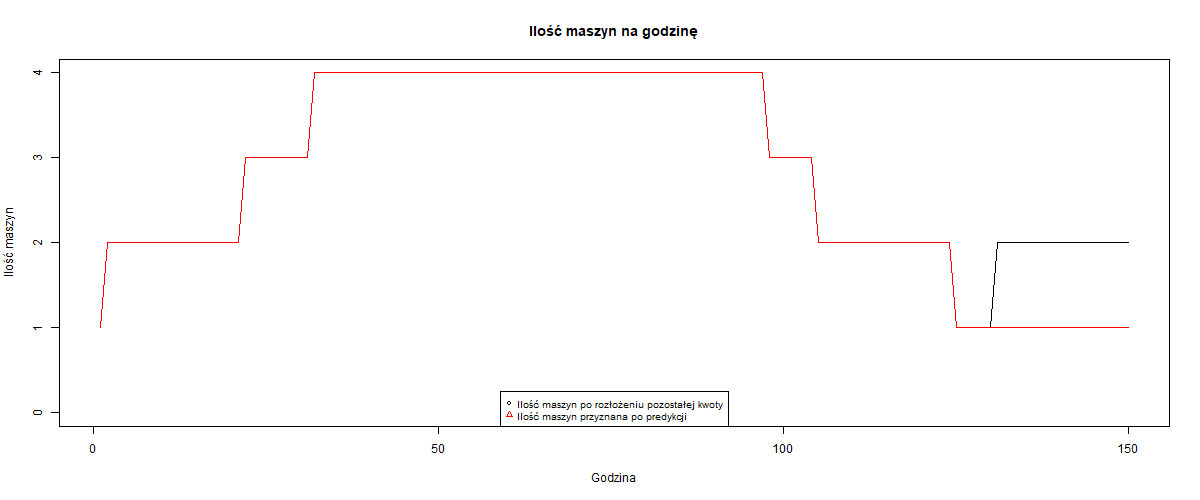 Ilość maszyn na godzinę
Ilość maszyn
4
3
2
1
0
Ilość maszyn po rozłożeniu pozostałej kwoty
Ilość maszyn przyznana po predykcji
0 50 100 150
Godzina